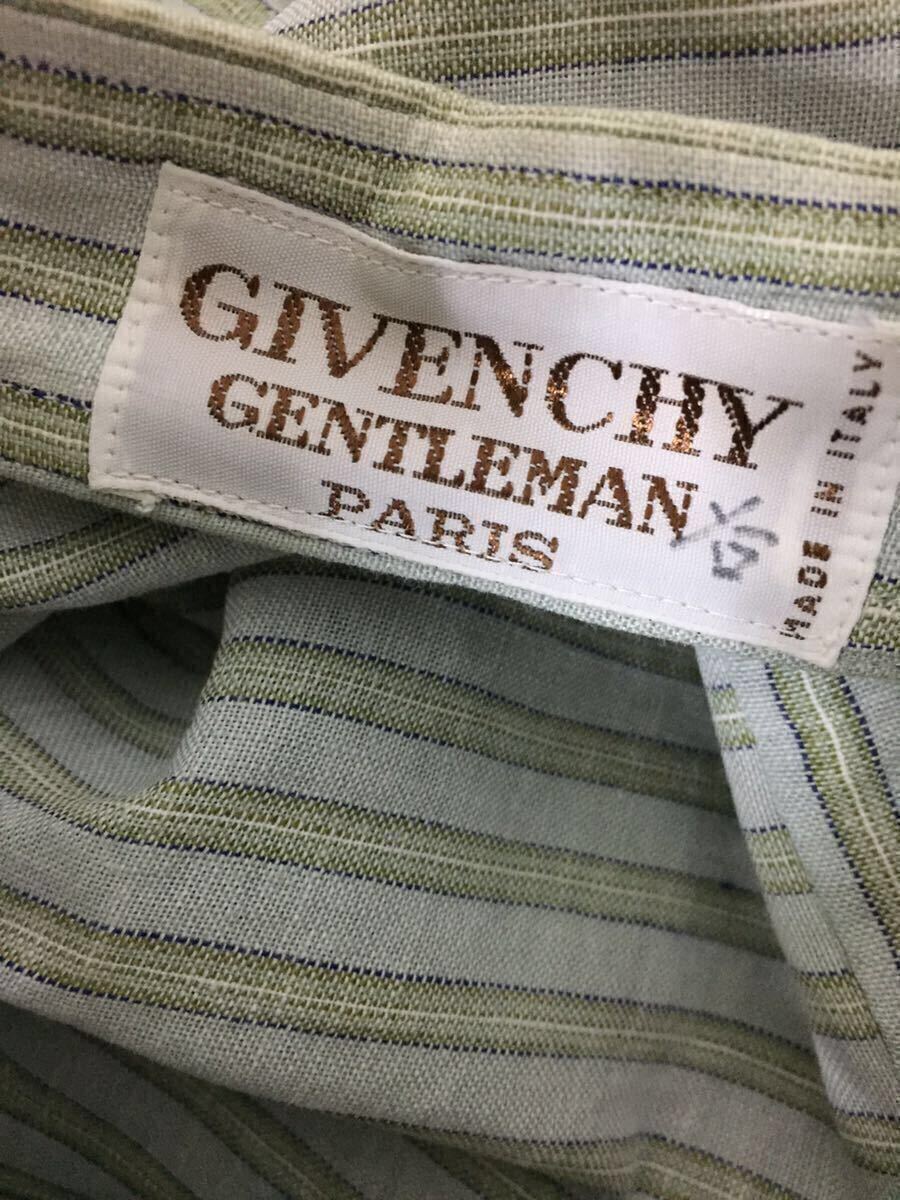 GIVENCHY
GENTLEMAN
PARIS
MADE IN ITALY